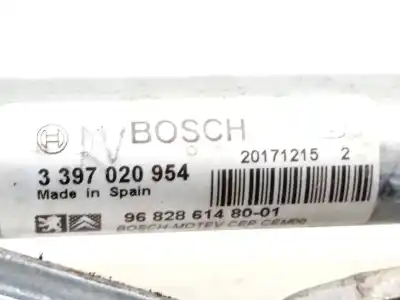 BOSCH
20171215 2
3 397 020 954
Made in Spain
96 828 614 80-01
BOSCH-MOTEV CEP CEM00